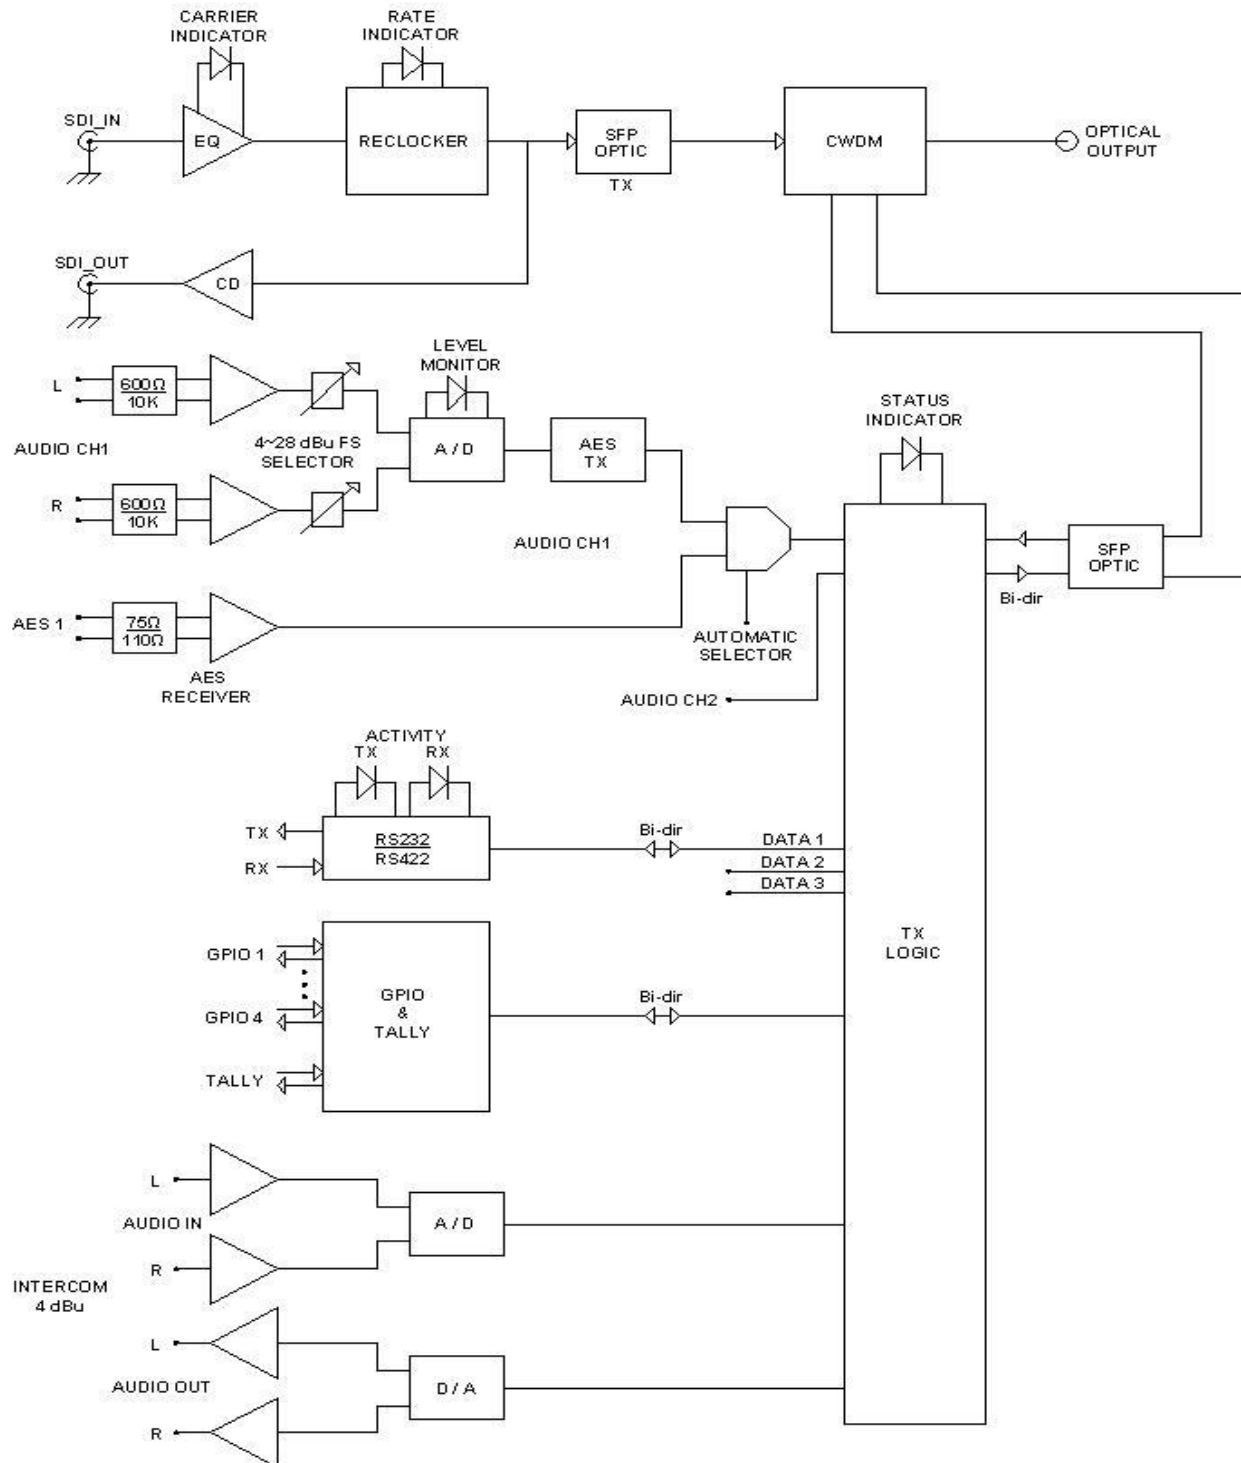 CARRIER
INDICATOR
RATE
INDICATOR
SDI_IN
EQ
RECLOCKER
SFP
OPTIC
TX
CWDM
OPTICAL
OUTPUT
SDI_OUT
CD
LEVEL
MONITOR
L
600Ω
10K
4~28 dBu FS
SELECTOR
A / D
AES
TX
STATUS
INDICATOR
AUDIO CH1
R
600Ω
10K
AUDIO CH1
SFP
OPTIC
Bi-dir
AES 1
75Ω
110Ω
AES
RECEIVER
AUTOMATIC
SELECTOR
AUDIO CH2
ACTIVITY
TX
RX
TX
RX
RS232
RS422
Bi-dir
DATA 1
DATA 2
DATA 3
TX
LOGIC
GPIO 1
GPIO 4
TALLY
GPIO
&
TALLY
Bi-dir
L
AUDIO IN
R
A / D
INTERCOM
4 dBu
L
AUDIO OUT
R
D / A